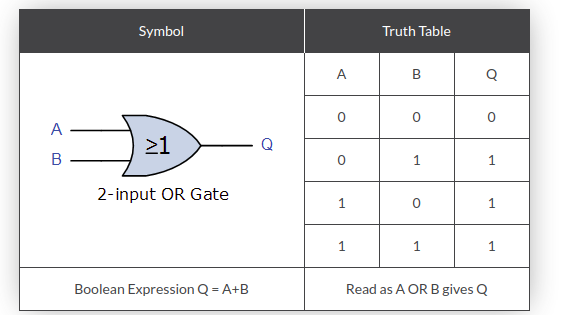 Symbol Truth Table
A B Q
0 0 0
0 1 1
1 0 1
1 1 1
A
B
≥1
Q
2-input OR Gate
Boolean Expression Q = A+B Read as A OR B gives Q